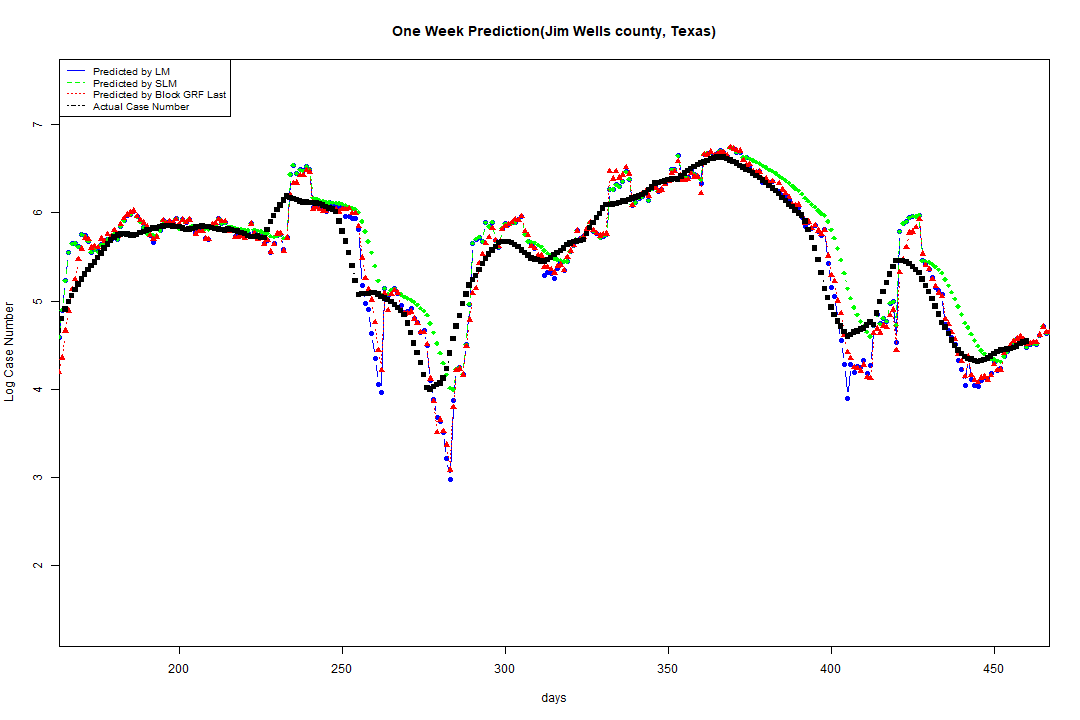 One Week Prediction(Jim Wells county, Texas)
Predicted by LM
Predicted by SLM
Predicted by Block GRF Last
Actual Case Number
Log Case Number
7
6
5
4
3
2
200 250 300 350 400 450
days